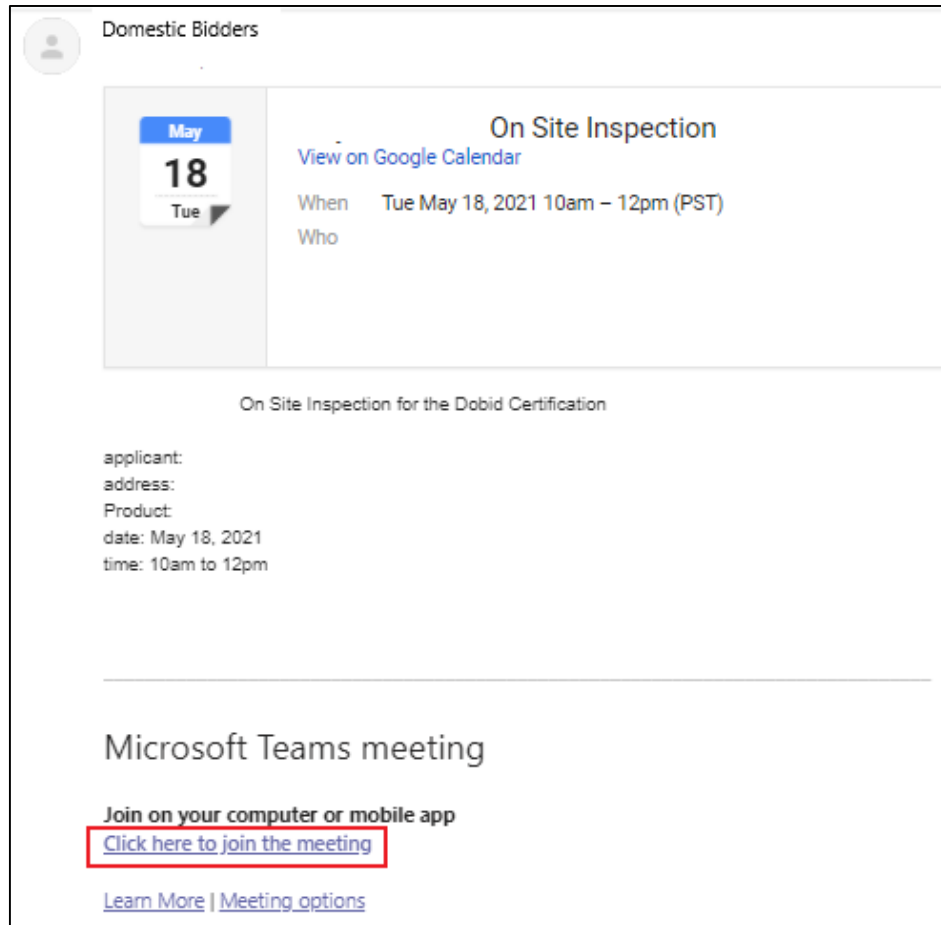 Domestic Bidders
May
18
Tue
On Site Inspection
View on Google Calendar
When Tue May 18, 2021 10am – 12pm (PST)
Who
On Site Inspection for the Dobid Certification
applicant:
address:
Product:
date: May 18, 2021
time: 10am to 12pm
Microsoft Teams meeting
Join on your computer or mobile app
Click here to join the meeting
Learn More | Meeting options